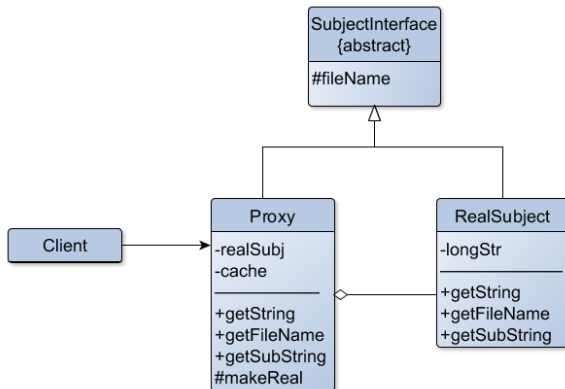 SubjectInterface
{abstract}
#fileName
Client
Proxy
-realSubj
-cache
+getString
+getFileName
+getSubString
#makeReal
RealSubject
-longStr
+getString
+getFileName
+getSubString